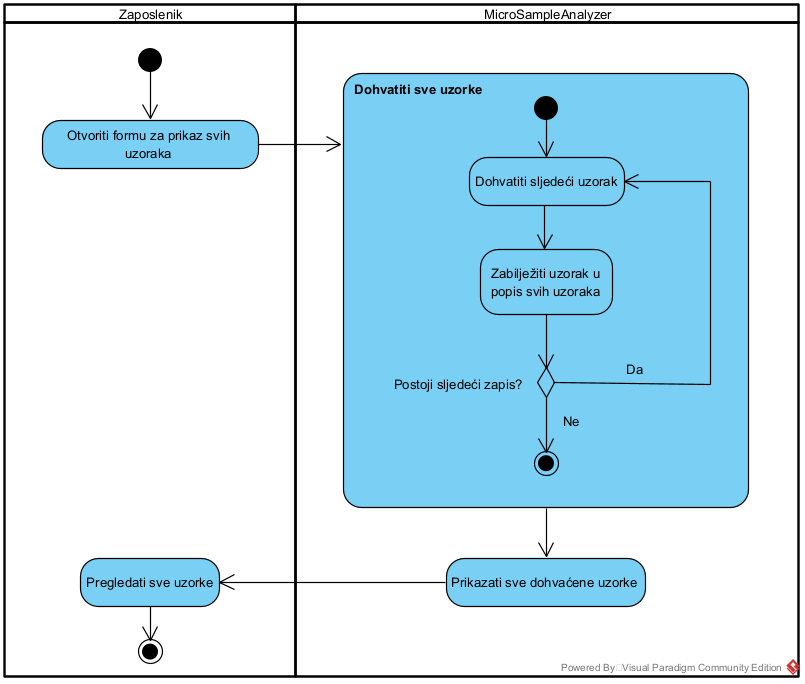 Zaposlenik
MicroSampleAnalyzer
Otvoriti formu za prikaz svih
uzoraka
Dohvatiti sve uzorke
Dohvatiti sljedeći uzorak
Zabilježiti uzorak u
popis svih uzoraka
Postoji sljedeći zapis?
Da
Ne
Prikazati sve dohvaćene uzorke
Pregledati sve uzorke
Powered By Visual Paradigm Community Edition